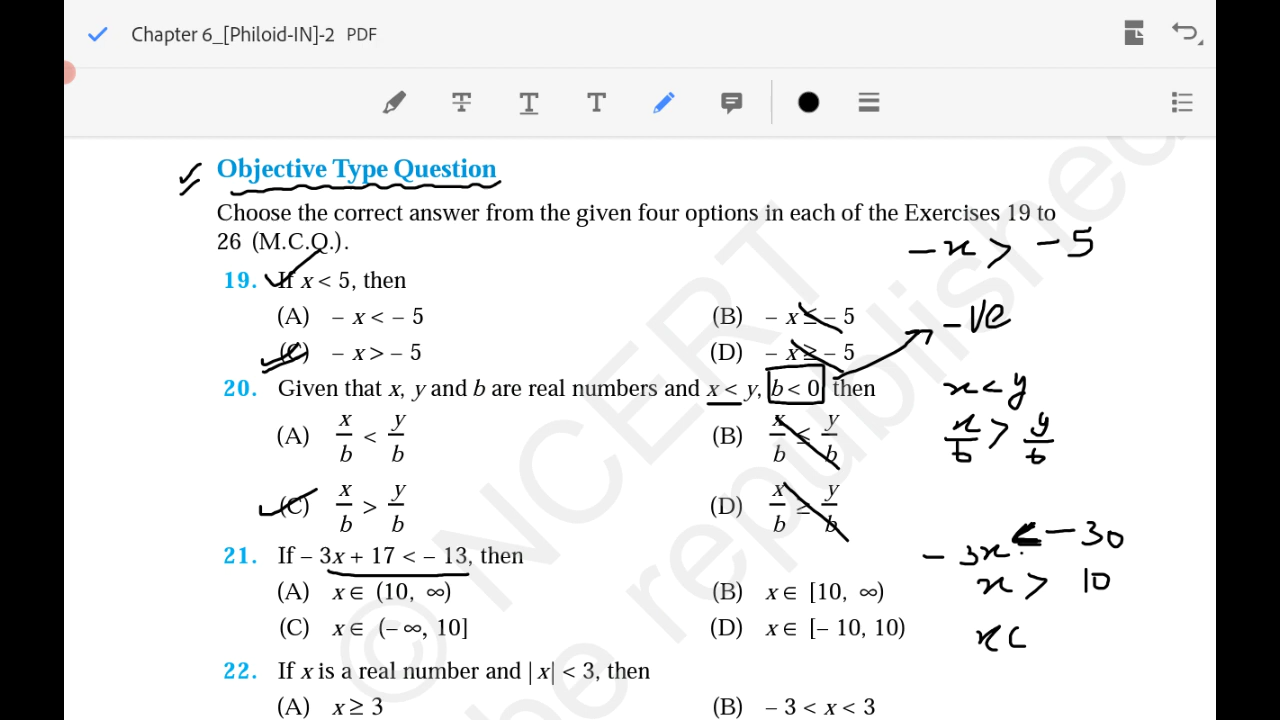 Chapter 6_[Philoid-IN]-2 PDF
Objective Type Question
Choose the correct answer from the given four options in each of the Exercises 19 to
26 (M.C.Q.).
− x > − 5
19. If x < 5, then
(A) – x < – 5 (B) – x ≤ – 5
− ve
(C) – x > – 5 (D) – x ≥ – 5
20. Given that x, y and b are real numbers and x < y, b < 0, then
x < y
(A) x/b < y/b (B) x/b ≤ y/b
x/b > y/b
(C) x/b > y/b (D) x/b ≥ y/b
− 3x < − 30
21. If – 3x + 17 < – 13, then
x > 10
(A) x ∈ (10, ∞) (B) x ∈ [10, ∞)
(C) x ∈ (– ∞, 10] (D) x ∈ [– 10, 10)
x (
22. If x is a real number and | x| < 3, then
(A) x ≥ 3 (B) – 3 < x < 3
© NCERT
be republished